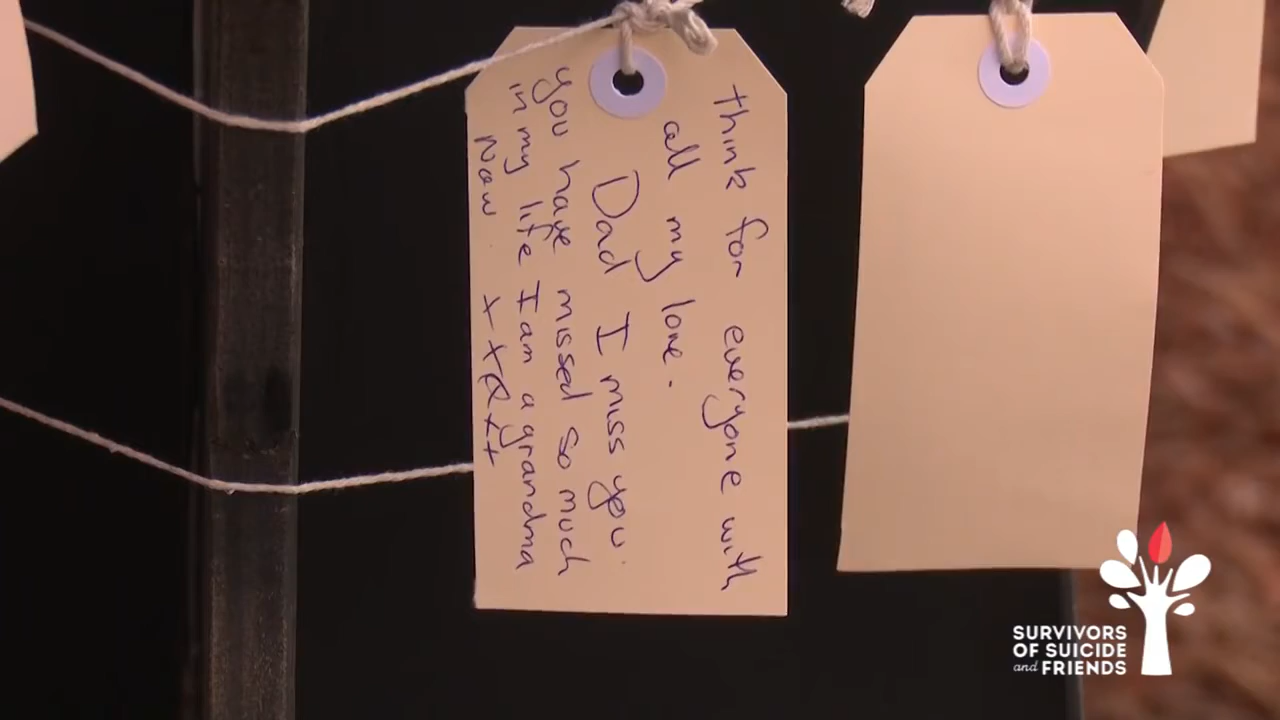 think for everyone with
all my love.
Dad I miss you.
you have missed so much
in my life I am a grandma
Now x x x x
SURVIVORS
OF SUICIDE
and FRIENDS